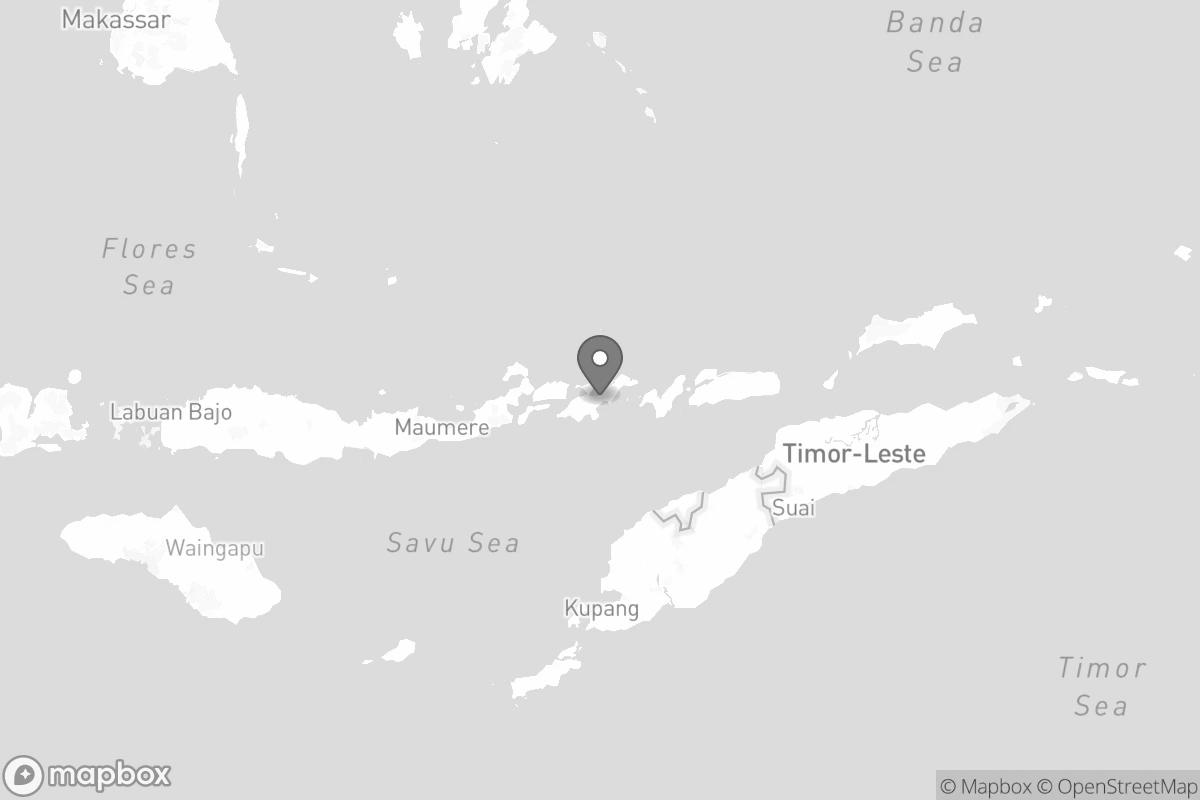 Makassar
Banda
Sea
Flores
Sea
Labuan Bajo
Maumere
Timor-Leste
Suai
Waingapu
Savu Sea
Kupang
Timor
Sea
mapbox
© Mapbox © OpenStreetMap